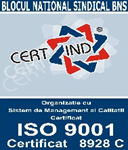 BLOCUL NATIONAL SINDICAL BNS
CERT IND
Organizatie cu
Sistem de Management al Calitatii
Certificat
ISO 9001
Certificat 8928 C